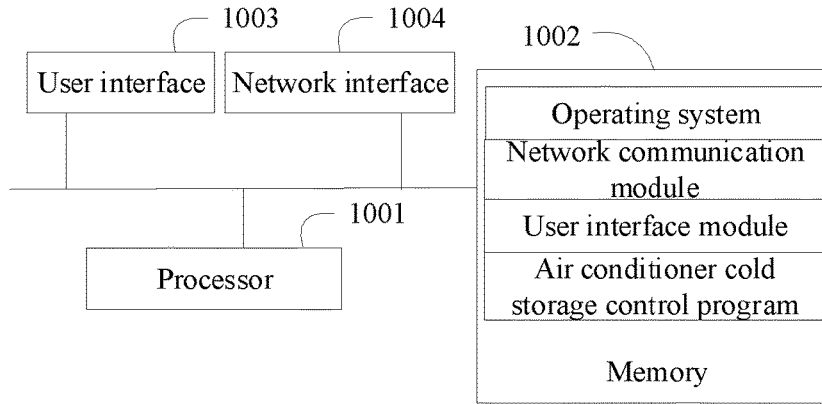 1003
1004
1002
User interface
Network interface
Operating system
Network communication
module
User interface module
Air conditioner cold
storage control program
Memory
1001
Processor